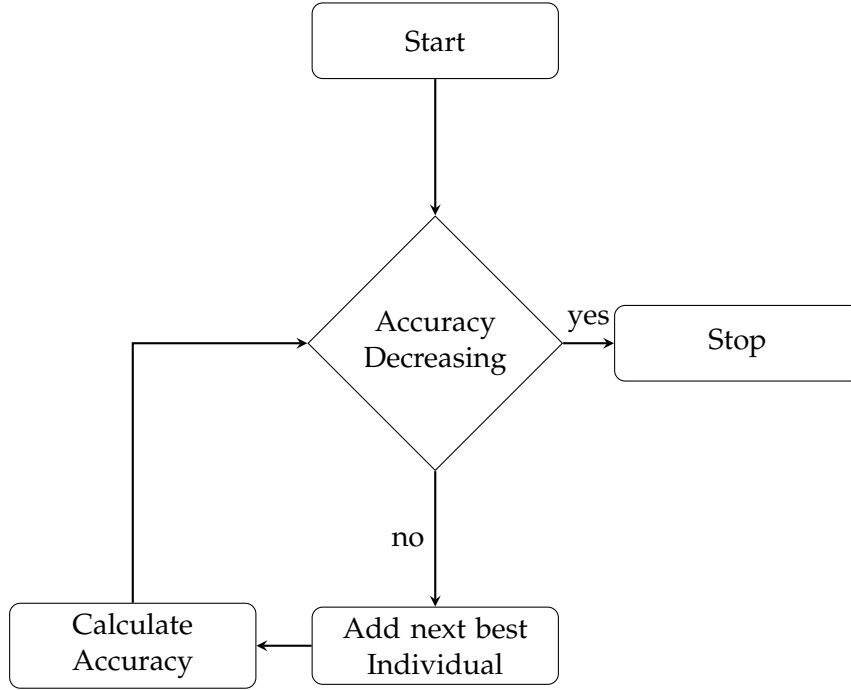 Start
Accuracy
Decreasing
yes
Stop
no
Add next best
Individual
Calculate
Accuracy